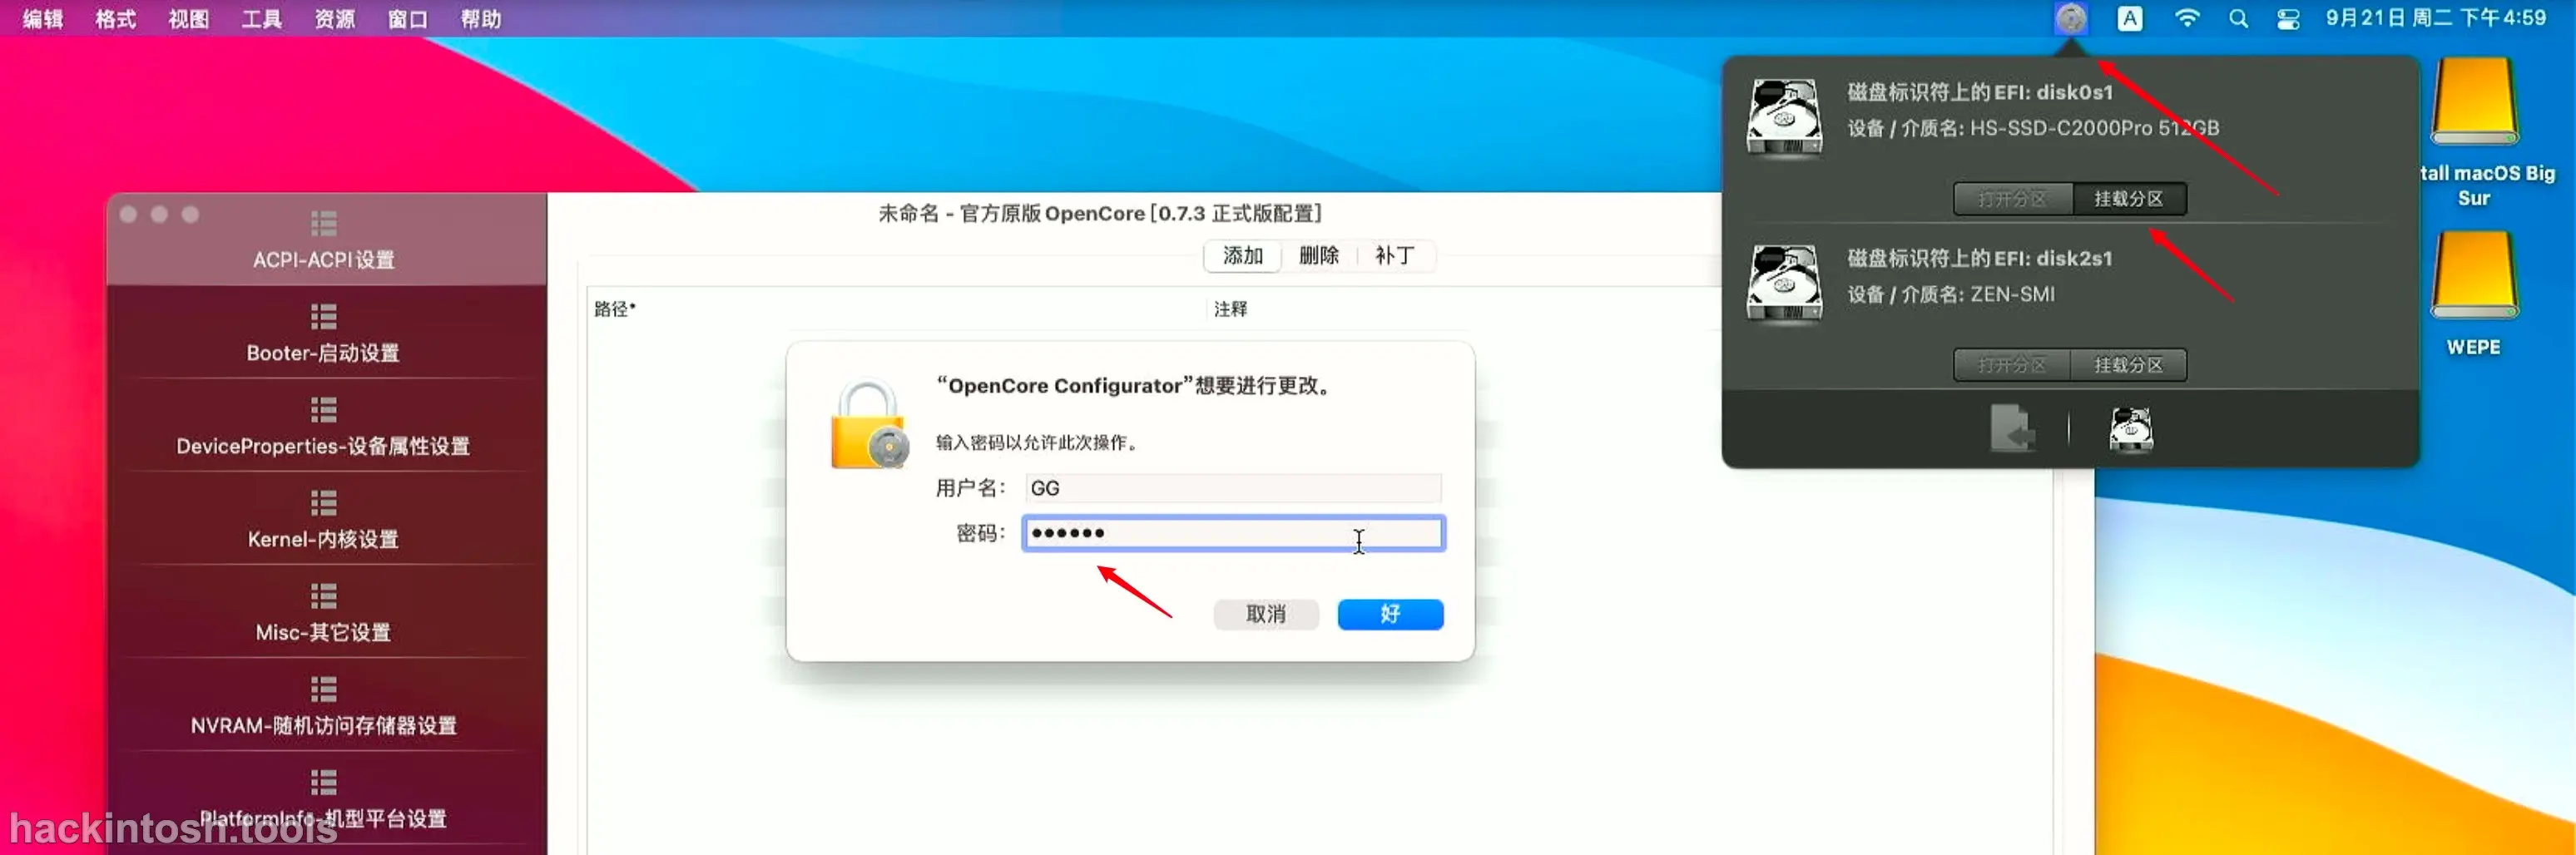 编辑 格式 视图 工具 资源 窗口 帮助
A 9月21日 周二 下午4:59
磁盘标识符上的EFI: disk0s1
设备 / 介质名: HS-SSD-C2000Pro 512GB
打开分区 挂载分区
磁盘标识符上的EFI: disk2s1
设备 / 介质名: ZEN-SMI
打开分区 挂载分区
tall macOS Big
Sur
WEPE
ACPI-ACPI设置
Booter-启动设置
DeviceProperties-设备属性设置
Kernel-内核设置
Misc-其它设置
NVRAM-随机访问存储器设置
PlatformInfo-机型平台设置
未命名 - 官方原版OpenCore [0.7.3 正式版配置]
添加 删除 补丁
路径* 注释
“OpenCore Configurator”想要进行更改。
输入密码以允许此次操作。
用户名: GG
密码: ••••••
取消 好
hackintosh.tools